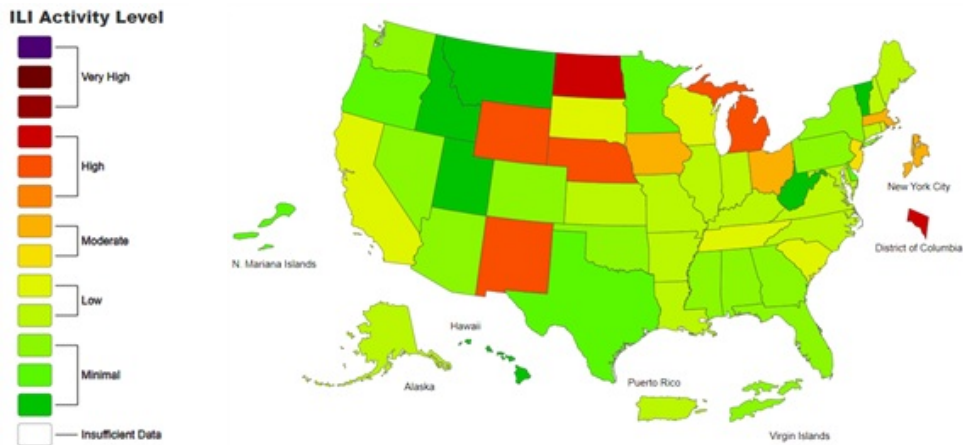 ILI Activity Level
Very High
High
Moderate
Low
Minimal
Insufficient Data
New York City
District of Columbia
N. Mariana Islands
Hawaii
Alaska
Puerto Rico
Virgin Islands